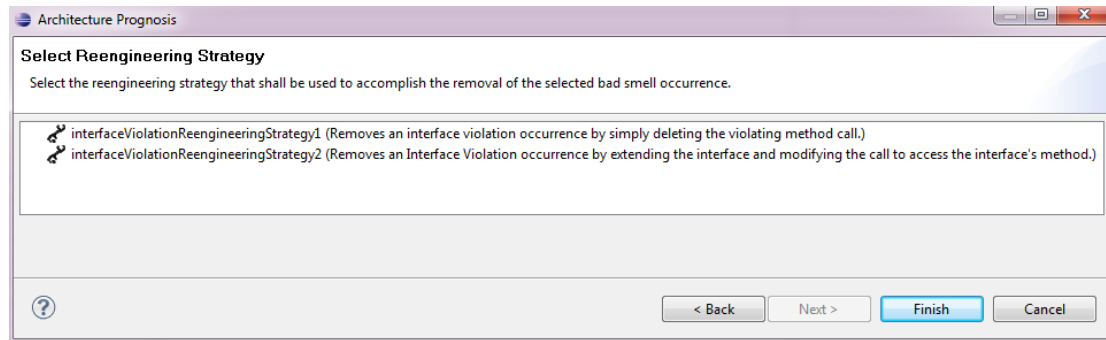 Architecture Prognosis
Select Reengineering Strategy
Select the reengineering strategy that shall be used to accomplish the removal of the selected bad smell occurrence.
interfaceViolationReengineeringStrategy1 (Removes an interface violation occurrence by simply deleting the violating method call.)
interfaceViolationReengineeringStrategy2 (Removes an Interface Violation occurrence by extending the interface and modifying the call to access the interface's method.)
? < Back Next > Finish Cancel